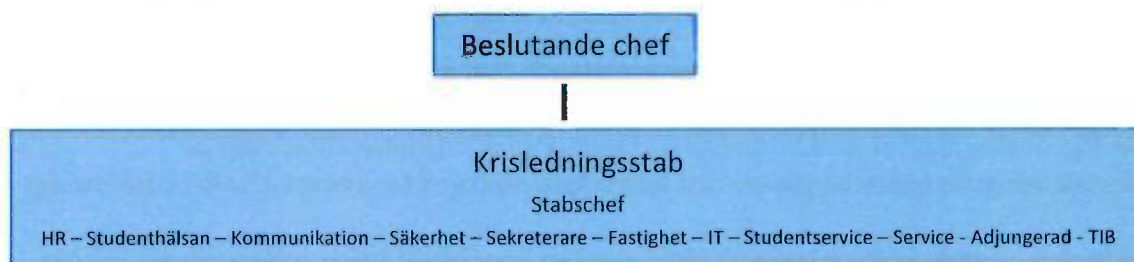 Beslutande chef
Krisledningsstab
Stabschef
HR – Studenthälsan – Kommunikation – Säkerhet – Sekreterare – Fastighet – IT – Studentservice – Service - Adjungerad - TIB